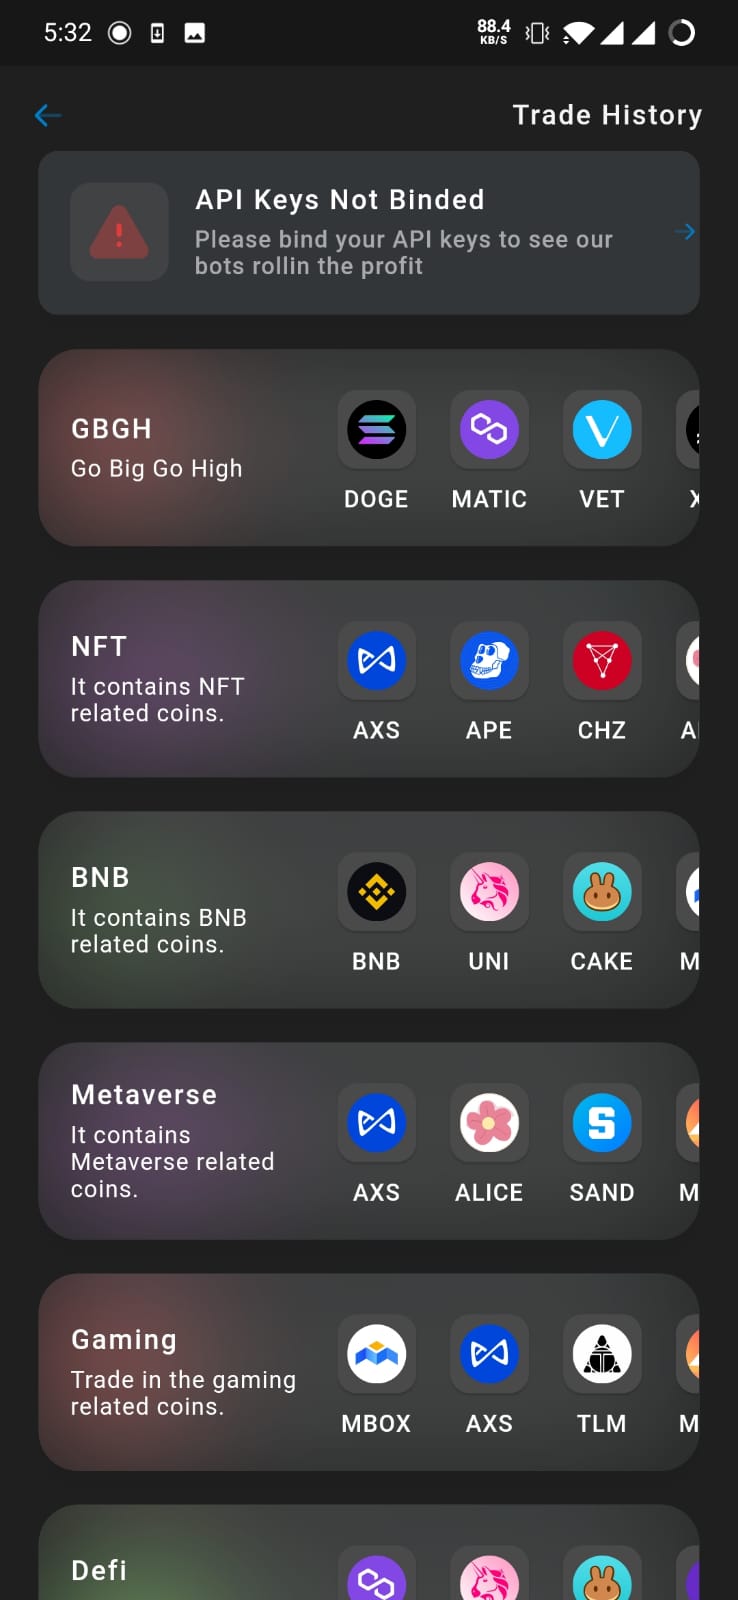 5:32
88.4
KB/S
Trade History
API Keys Not Binded
Please bind your API keys to see our
bots rollin the profit
GBGH
Go Big Go High
DOGE MATIC VET X
NFT
It contains NFT
related coins.
AXS APE CHZ A
BNB
It contains BNB
related coins.
BNB UNI CAKE M
Metaverse
It contains
Metaverse related
coins.
AXS ALICE SAND M
Gaming
Trade in the gaming
related coins.
MBOX AXS TLM M
Defi